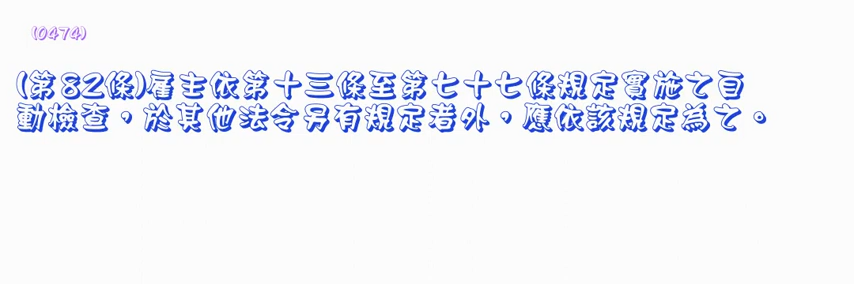 (0474)
(第82條)雇主依第十三條至第七十七條規定實施之自
動檢查，於其他法令另有規定者外，應依該規定為之。